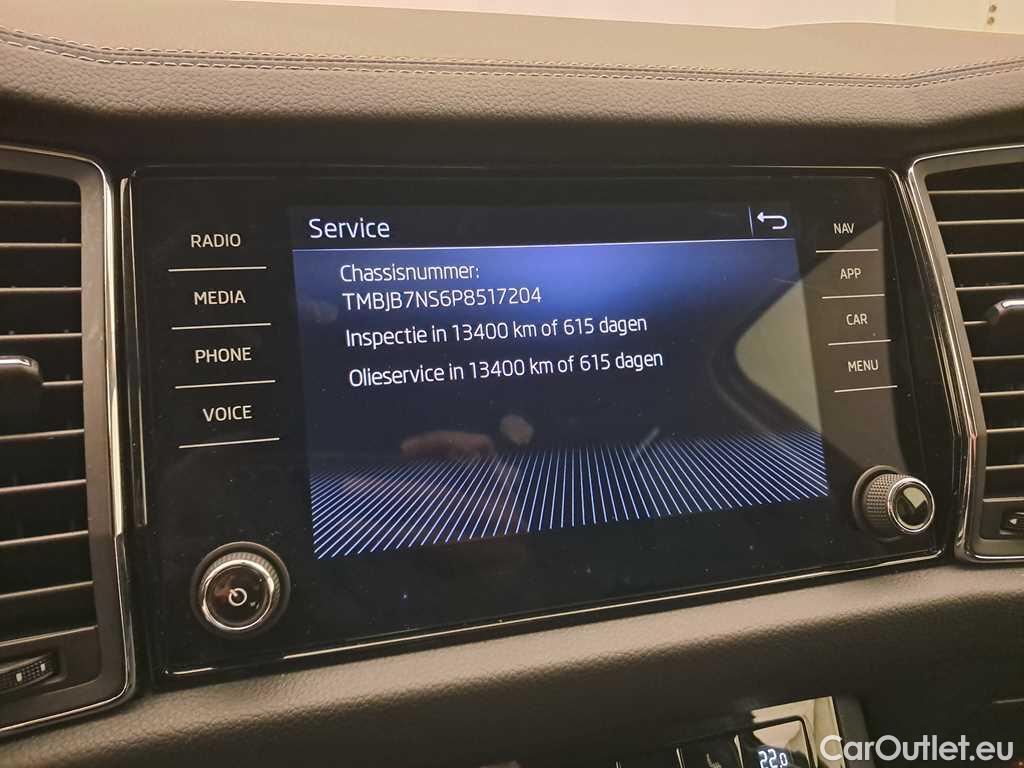 Service
Chassisnummer:
TMBJB7NS6P8517204
Inspectie in 13400 km of 615 dagen
Olieservice in 13400 km of 615 dagen
RADIO
MEDIA
PHONE
VOICE
NAV
APP
CAR
MENU
22.0
CarOutlet.eu